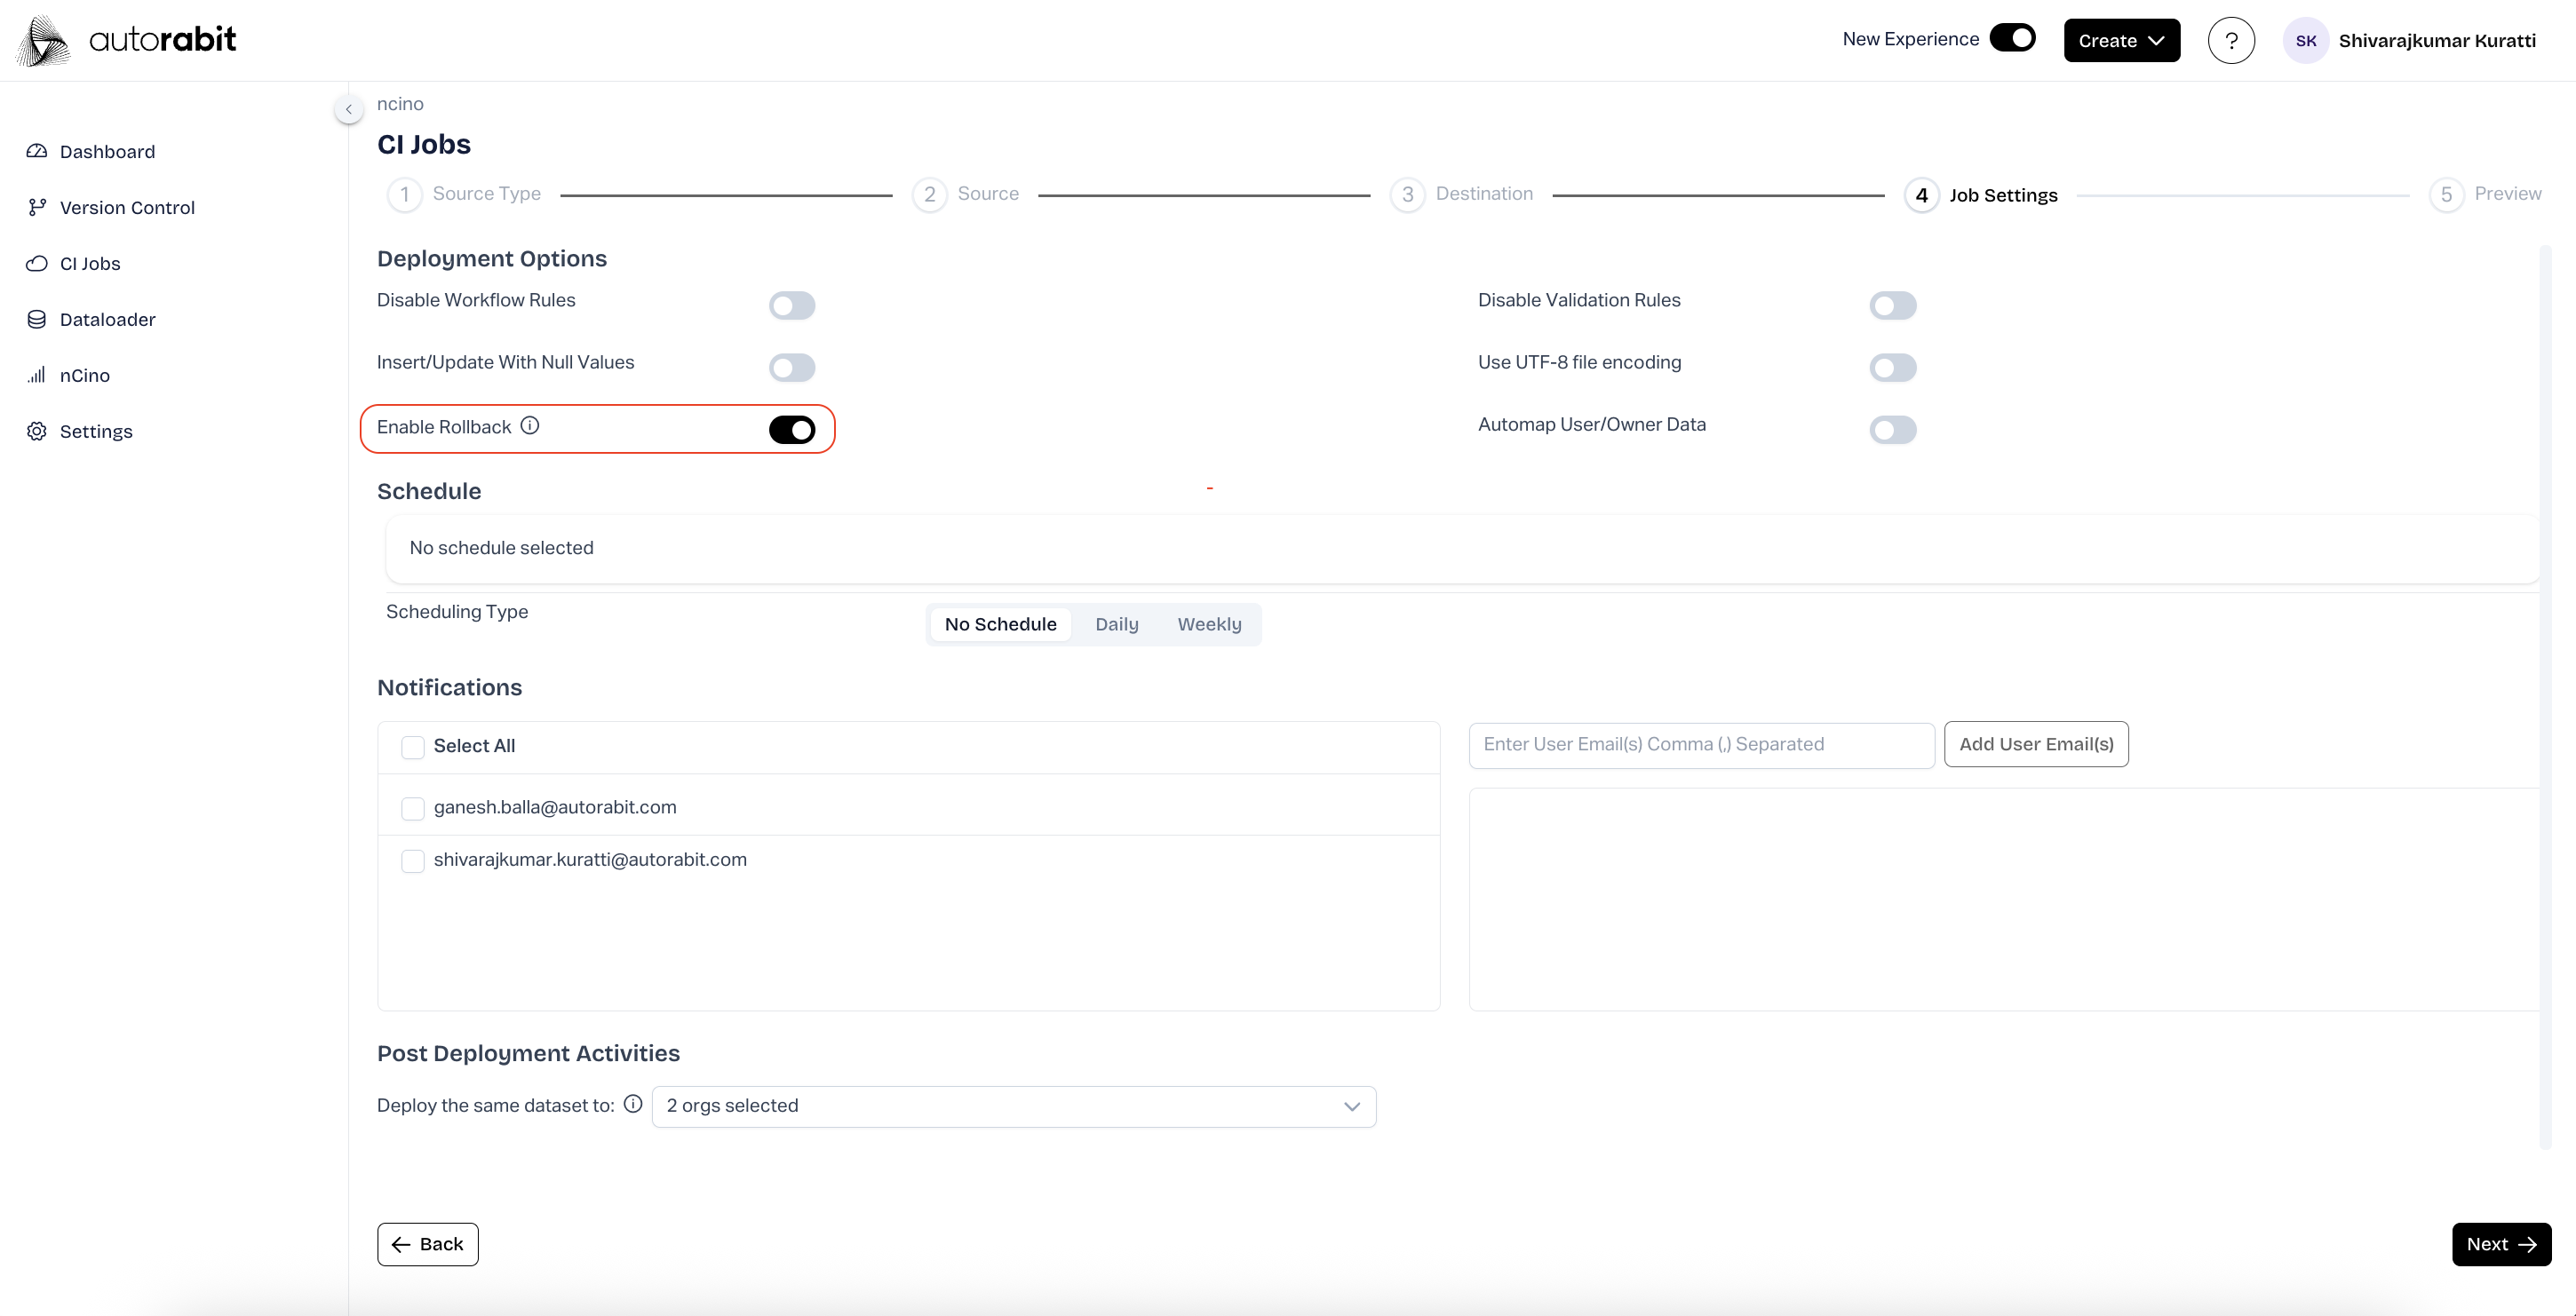 autorabit
New Experience
Create
?
SK
Shivarajkumar Kuratti
Dashboard
Version Control
CI Jobs
Dataloader
nCino
Settings
ncino
CI Jobs
1 Source Type
2 Source
3 Destination
4 Job Settings
5 Preview
Deployment Options
Disable Workflow Rules
Disable Validation Rules
Insert/Update With Null Values
Use UTF-8 file encoding
Enable Rollback
Automap User/Owner Data
Schedule
-
No schedule selected
Scheduling Type
No Schedule
Daily
Weekly
Notifications
Select All
ganesh.balla@autorabit.com
shivarajkumar.kuratti@autorabit.com
Enter User Email(s) Comma (,) Separated
Add User Email(s)
Post Deployment Activities
Deploy the same dataset to:
2 orgs selected
Back
Next